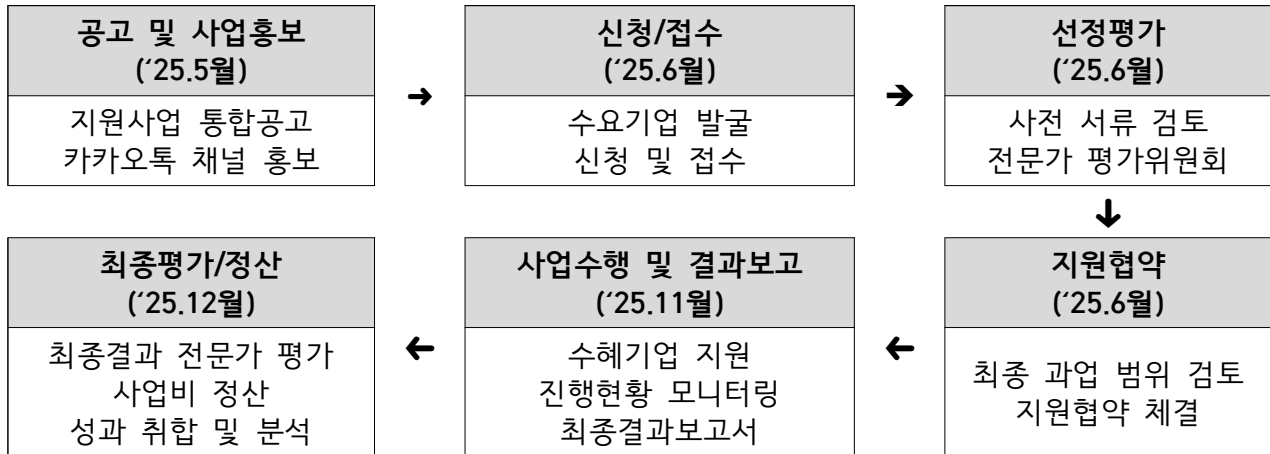 공고 및 사업홍보
(‘25.5월)
지원사업 통합공고
카카오톡 채널 홍보
➜
신청/접수
(‘25.6월)
수요기업 발굴
신청 및 접수
➔
선정평가
(‘25.6월)
사전 서류 검토
전문가 평가위원회
↓
지원협약
(‘25.6월)
최종 과업 범위 검토
지원협약 체결
←
사업수행 및 결과보고
(‘25.11월)
수혜기업 지원
진행현황 모니터링
최종결과보고서
←
최종평가/정산
(‘25.12월)
최종결과 전문가 평가
사업비 정산
성과 취합 및 분석